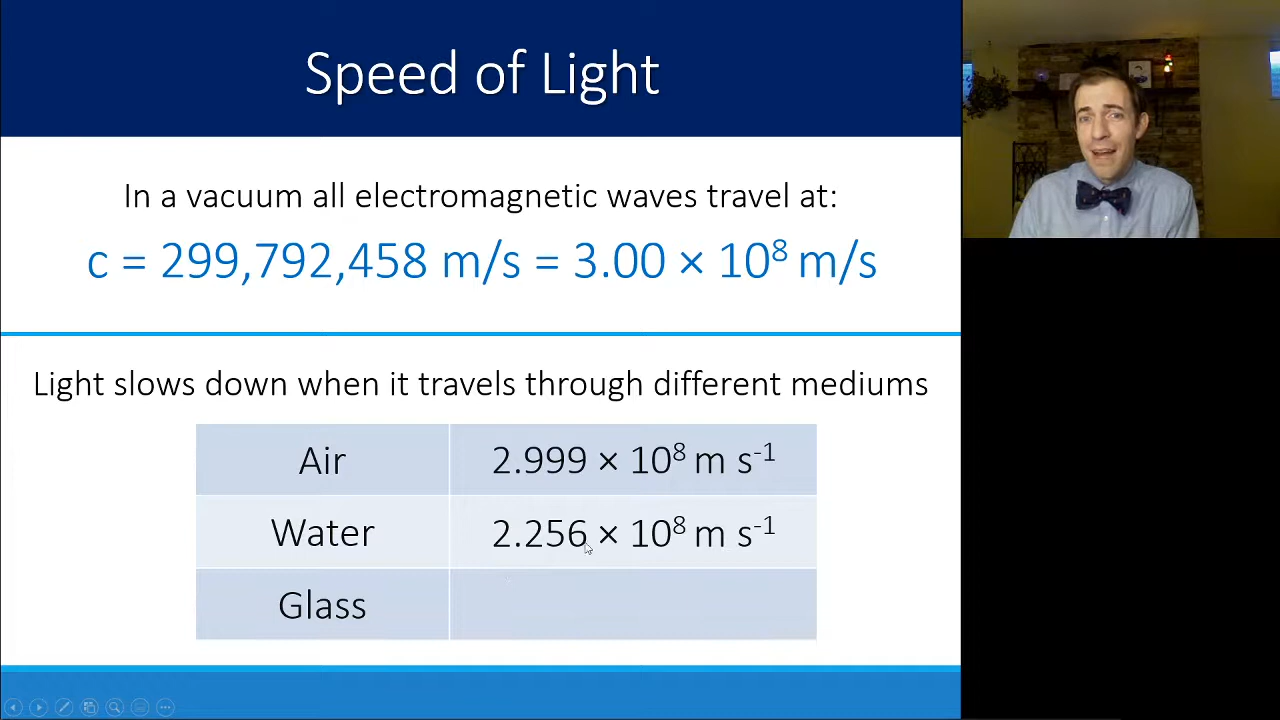 Speed of Light
In a vacuum all electromagnetic waves travel at:
c = 299,792,458 m/s = 3.00 × 10⁸ m/s
Light slows down when it travels through different mediums
Air 2.999 × 10⁸ m s⁻¹
Water 2.256 × 10⁸ m s⁻¹
Glass